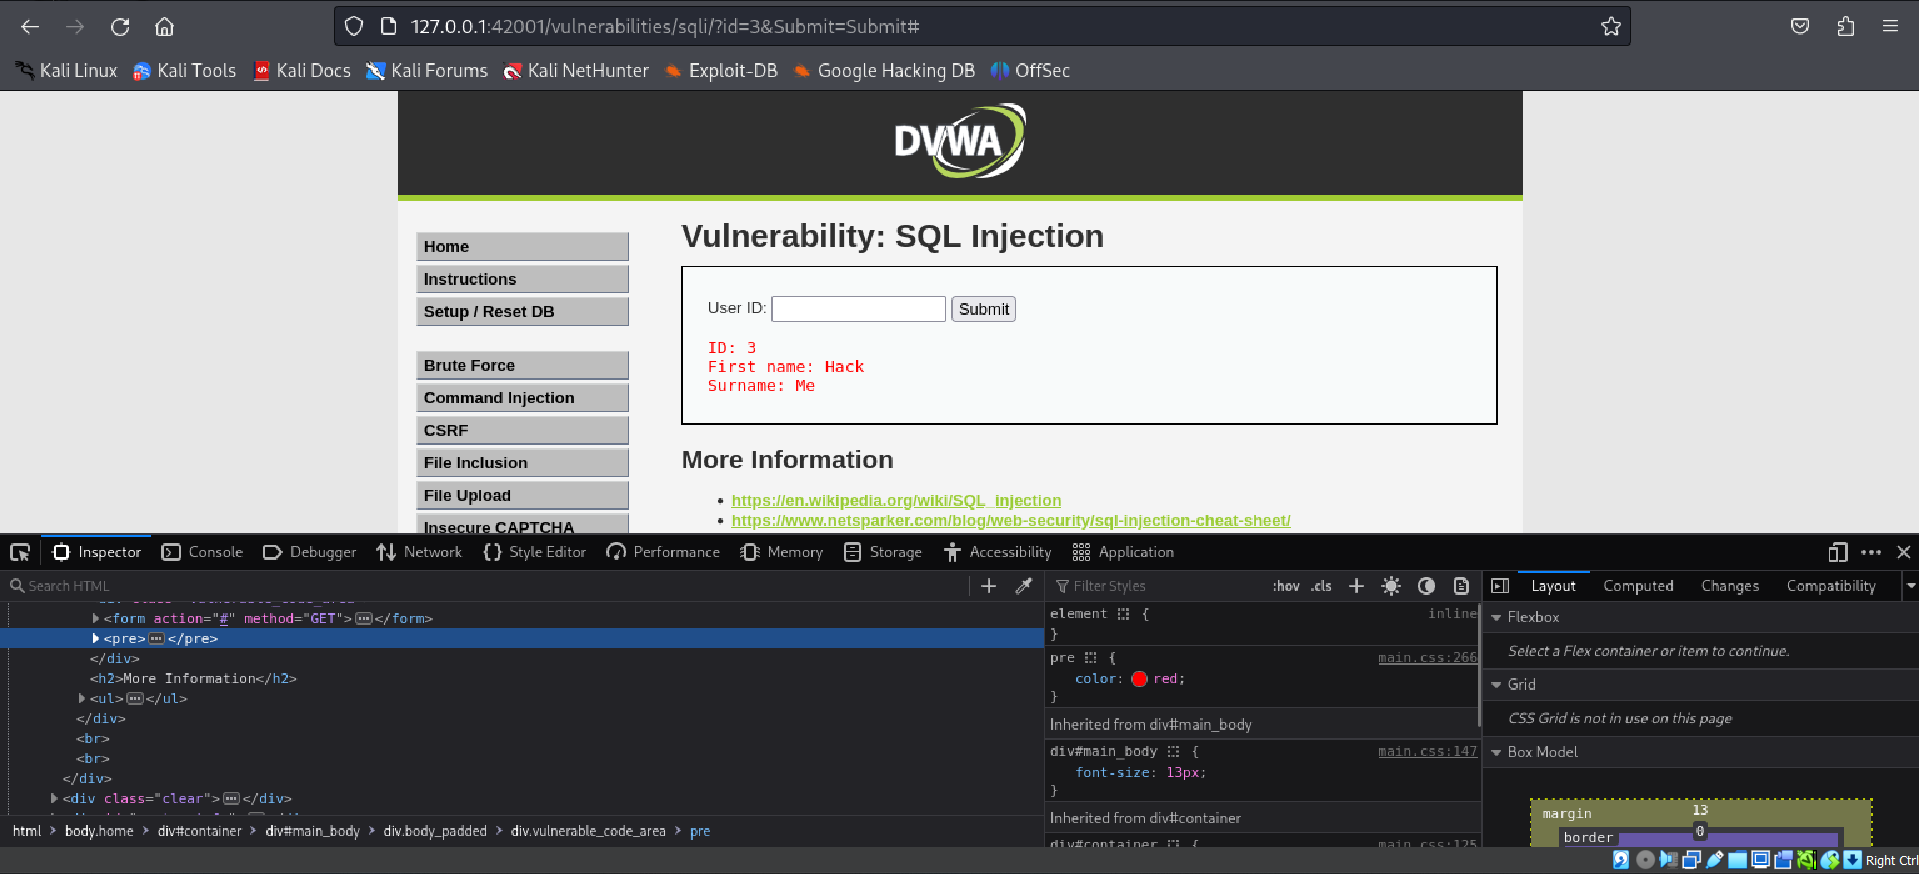 127.0.0.1:42001/vulnerabilities/sqli/?id=3&Submit=Submit#
Kali Linux Kali Tools Kali Docs Kali Forums Kali NetHunter Exploit-DB Google Hacking DB OffSec
DVWA
Home
Instructions
Setup / Reset DB
Brute Force
Command Injection
CSRF
File Inclusion
File Upload
Insecure CAPTCHA
Vulnerability: SQL Injection
User ID: Submit
ID: 3
First name: Hack
Surname: Me
More Information
https://en.wikipedia.org/wiki/SQL_injection
https://www.netsparker.com/blog/web-security/sql-injection-cheat-sheet/
Inspector Console Debugger Network Style Editor Performance Memory Storage Accessibility Application
Search HTML
<form action="#" method="GET"></form>
<pre></pre>
</div>
<h2>More Information</h2>
<ul></ul>
</div>
<br>
<br>
</div>
<div class="clear"></div>
html > body.home > div#container > div#main_body > div.body_padded > div.vulnerable_code_area > pre
Filter Styles :hov .cls
element { inline
}
pre { main.css:266
color: red;
}
Inherited from div#main_body
div#main_body { main.css:147
font-size: 13px;
}
Inherited from div#container
div#container { main.css:125
Layout Computed Changes Compatibility
Flexbox
Select a Flex container or item to continue.
Grid
CSS Grid is not in use on this page
Box Model
margin 13
border 0
Right Ctrl